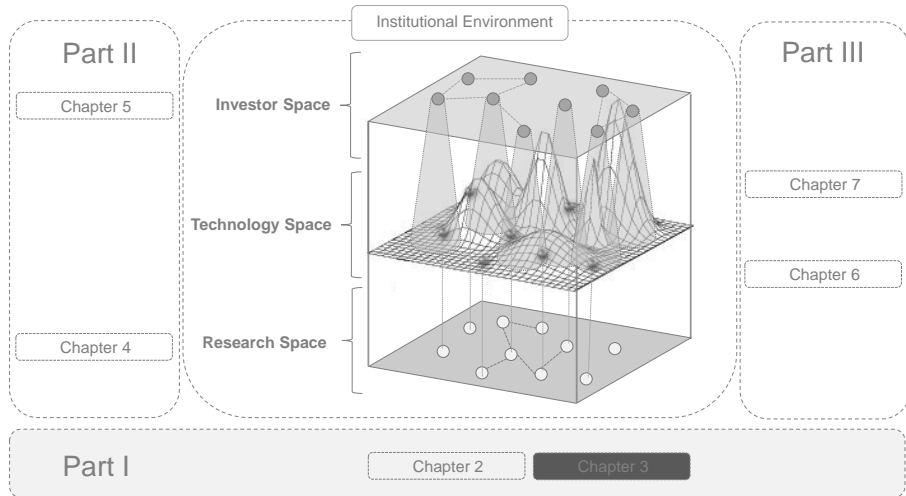 Institutional Environment
Part II
Part III
Chapter 5
Investor Space
Chapter 7
Technology Space
Chapter 6
Research Space
Chapter 4
Part I
Chapter 2
Chapter 3